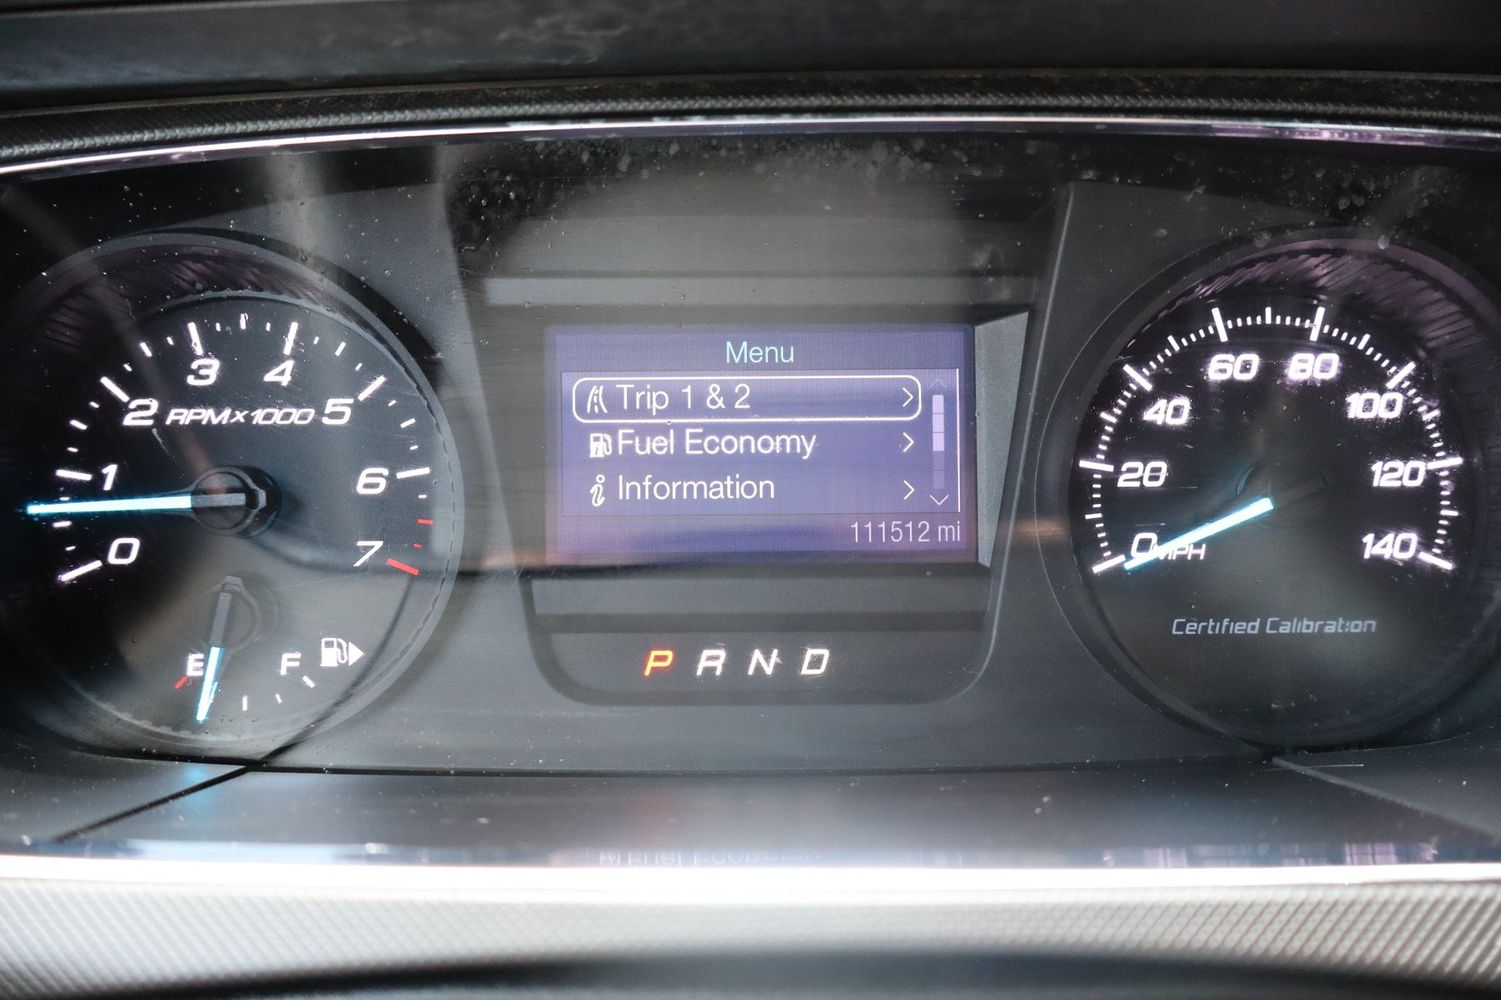 Menu
Trip 1 & 2
Fuel Economy
Information
111512 mi
P R N D
0 1 2 3 4 5 6 7
RPMX1000
E F
0 20 40 60 80 100 120 140
MPH
Certified Calibration